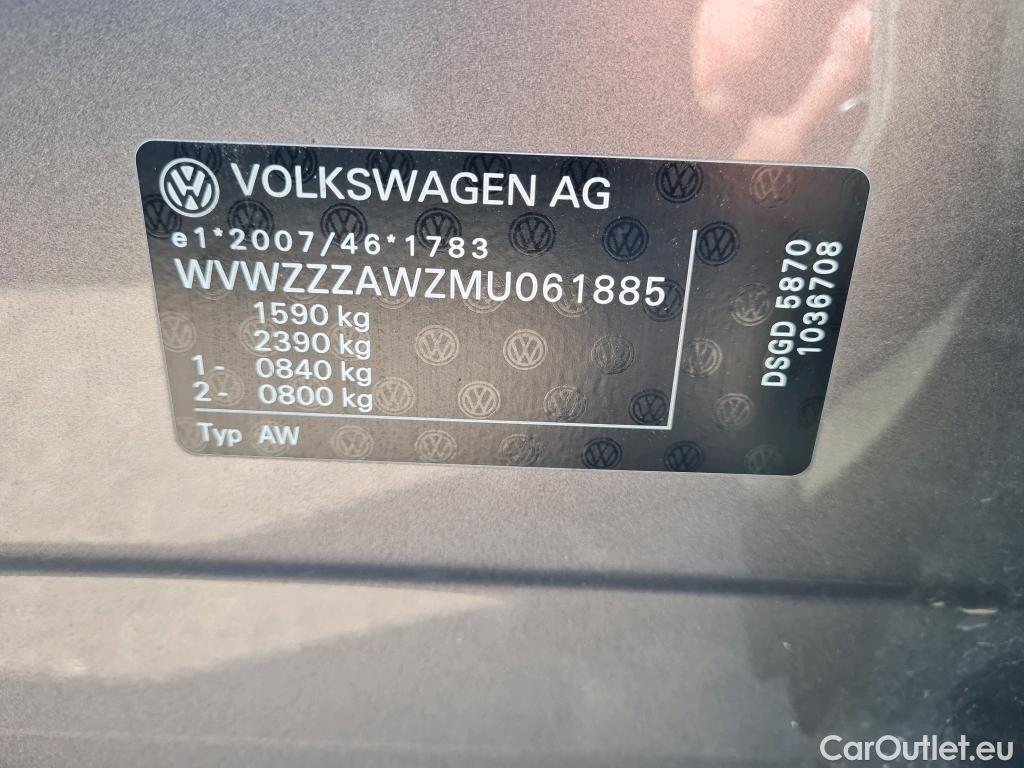 VOLKSWAGEN AG
e1*2007/46*1783
WVWZZZAWZMU061885
1590 kg
2390 kg
1- 0840 kg
2- 0800 kg
Typ AW
DSGD 5870
1036708
CarOutlet.eu